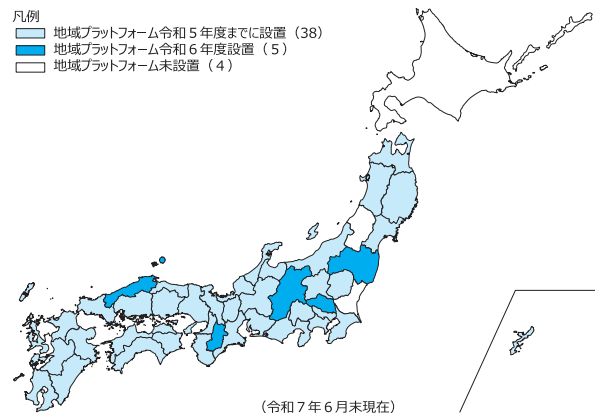 凡例
地域プラットフォーム令和５年度までに設置（38）
地域プラットフォーム令和６年度設置（５）
地域プラットフォーム未設置（４）
（令和７年６月末現在）